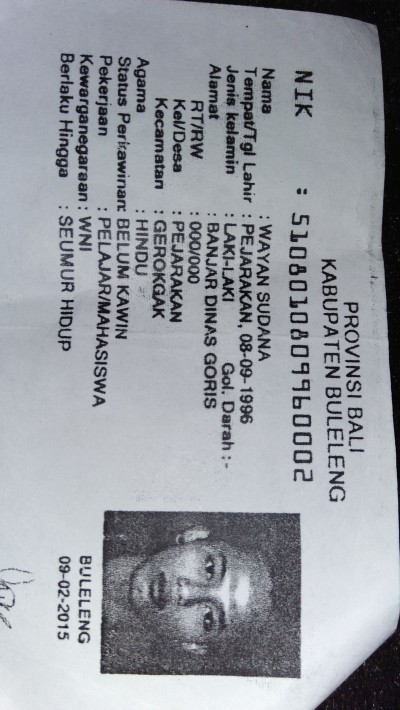 PROVINSI BALI
KABUPATEN BULELENG
NIK : 5108010809960002
Nama : WAYAN SUDANA
Tempat/Tgl Lahir : PEJARAKAN, 08-09-1996
Jenis kelamin : LAKI-LAKI Gol. Darah : -
Alamat : BANJAR DINAS GORIS
RT/RW : 000/000
Kel/Desa : PEJARAKAN
Kecamatan : GEROKGAK
Agama : HINDU
Status Perkawinan: BELUM KAWIN
Pekerjaan : PELAJAR/MAHASISWA
Kewarganegaraan : WNI
Berlaku Hingga : SEUMUR HIDUP
BULELENG
09-02-2015